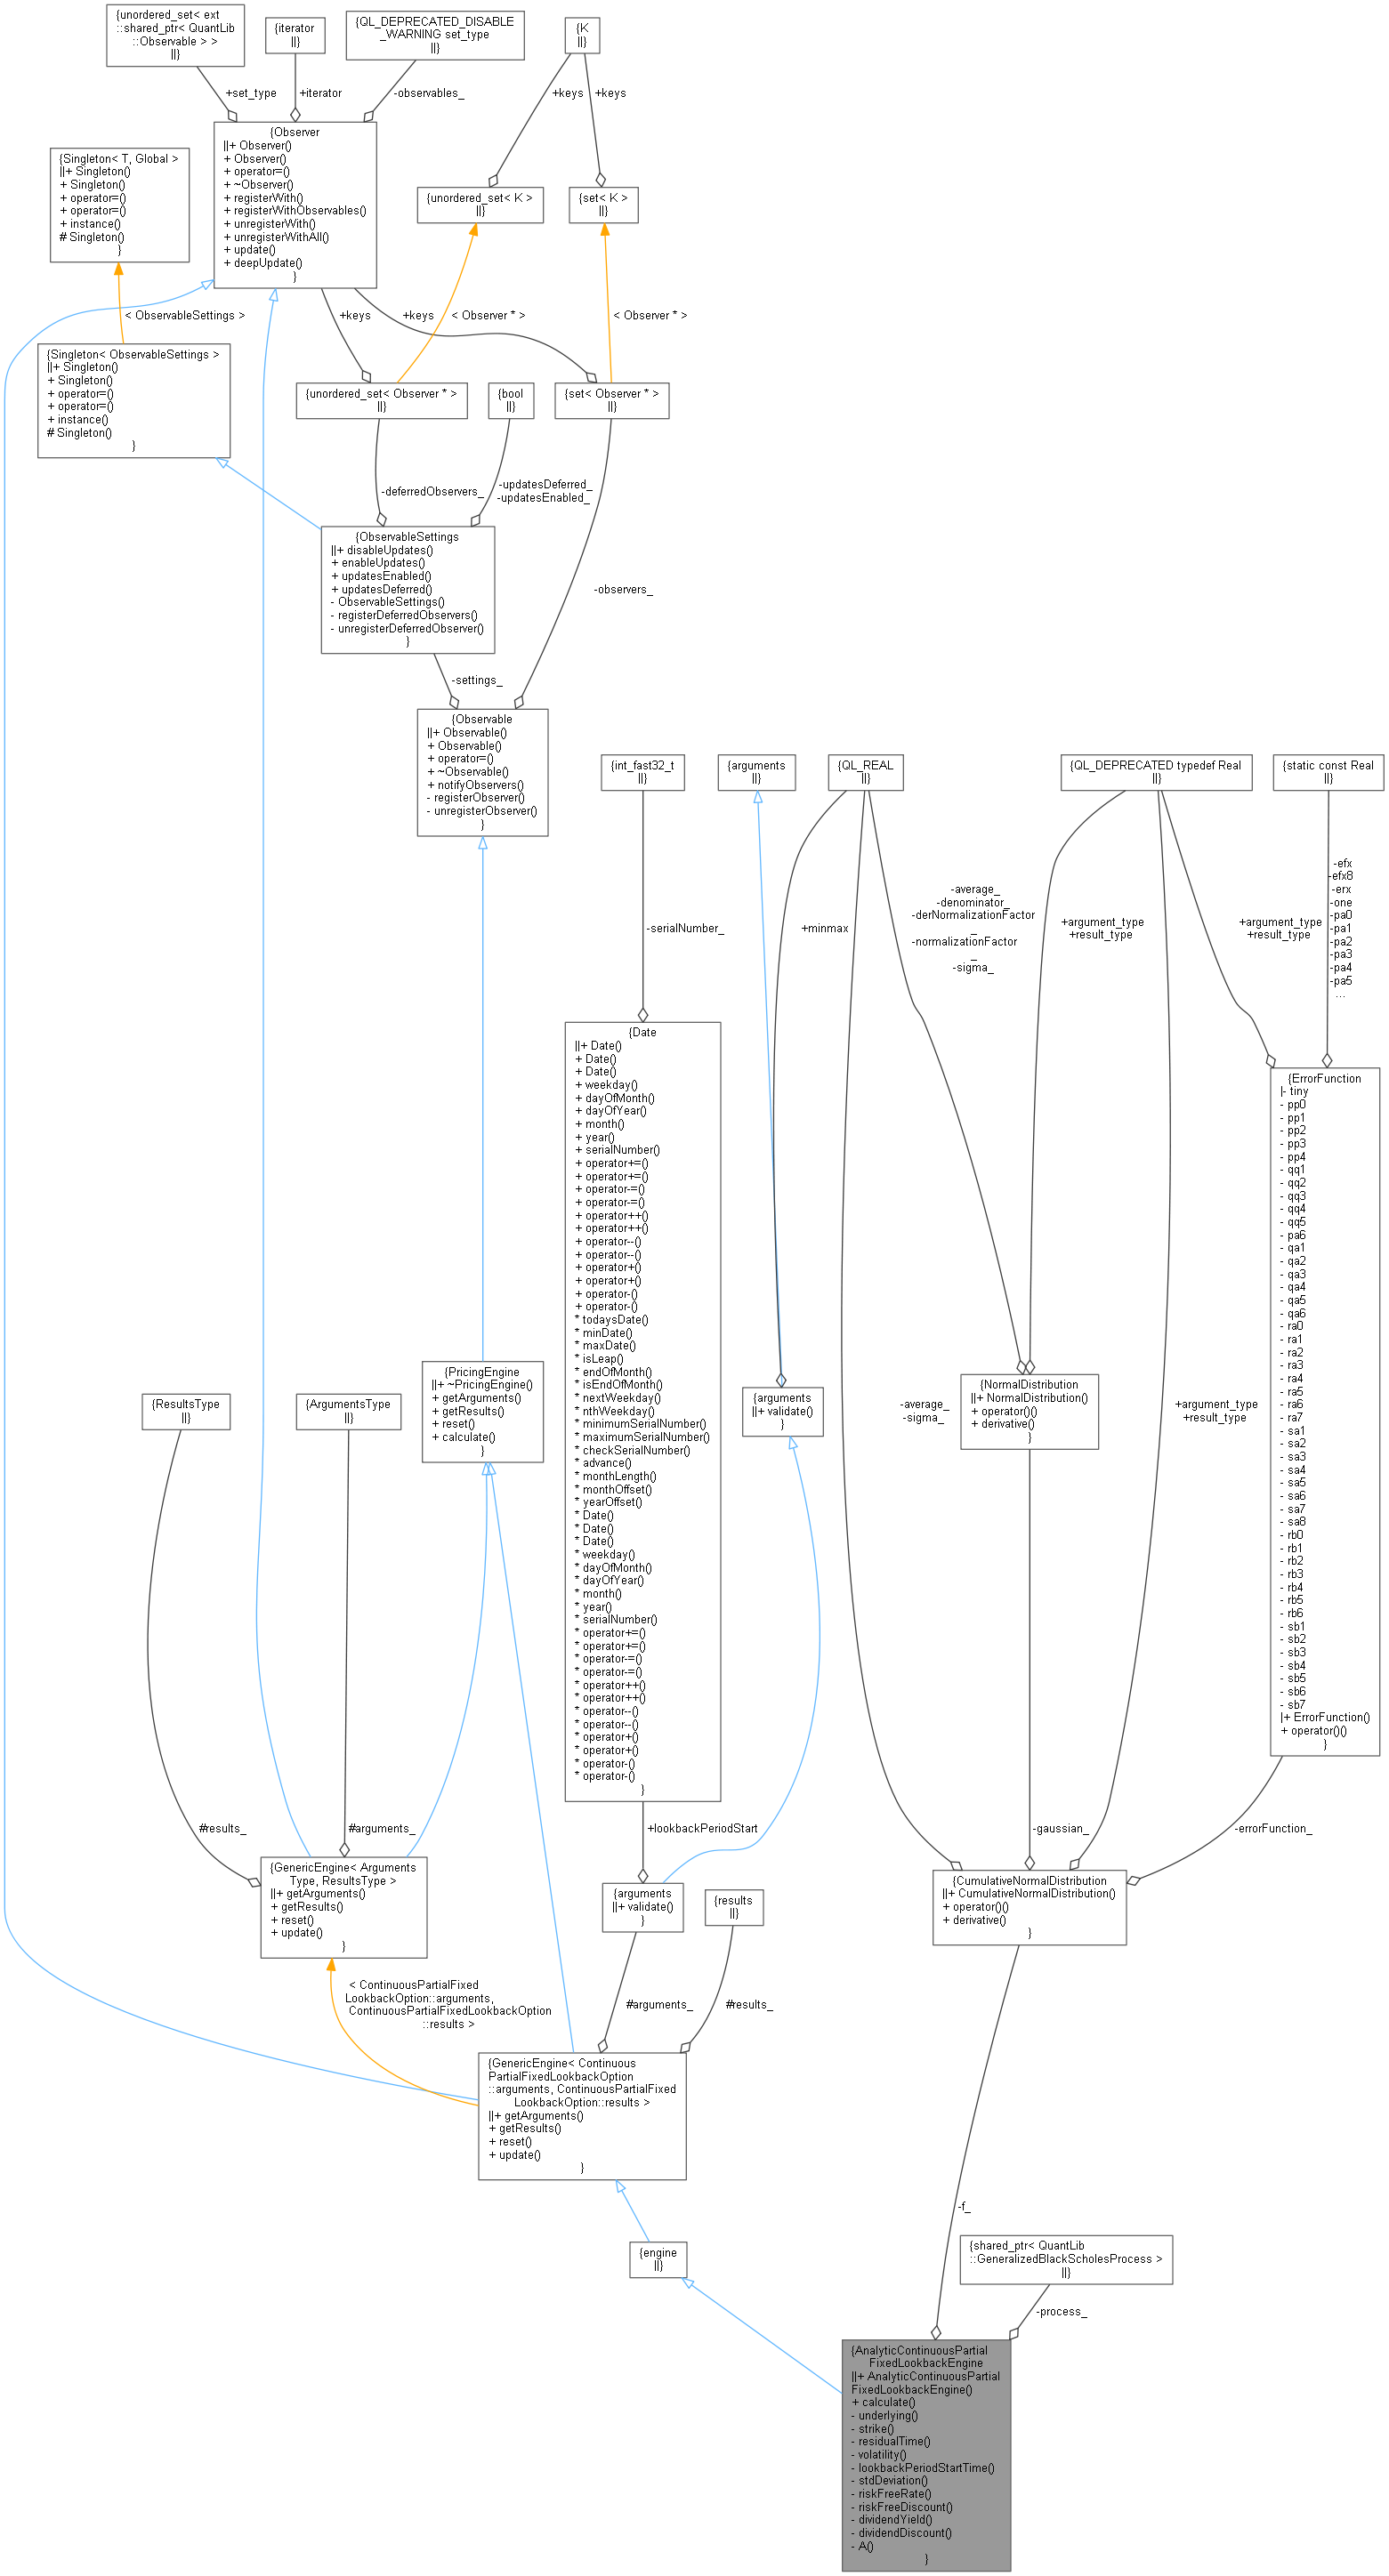 {unordered_set< ext
::shared_ptr< QuantLib
::Observable > >
||}
{iterator
||}
{QL_DEPRECATED_DISABLE
_WARNING set_type
||}
{K
||}
+set_type
+iterator
-observables_
+keys
+keys
{Observer
||+ Observer()
+ Observer()
+ operator=()
+ ~Observer()
+ registerWith()
+ registerWithObservables()
+ unregisterWith()
+ unregisterWithAll()
+ update()
+ deepUpdate()
}
{Singleton< T, Global >
||+ Singleton()
+ Singleton()
+ operator=()
+ operator=()
+ instance()
# Singleton()
}
{unordered_set< K >
||}
{set< K >
||}
< ObservableSettings >
+keys
+keys
< Observer * >
< Observer * >
{Singleton< ObservableSettings >
||+ Singleton()
+ Singleton()
+ operator=()
+ operator=()
+ instance()
# Singleton()
}
{unordered_set< Observer * >
||}
{bool
||}
{set< Observer * >
||}
-deferredObservers_
-updatesDeferred_
-updatesEnabled_
{ObservableSettings
||+ disableUpdates()
+ enableUpdates()
+ updatesEnabled()
+ updatesDeferred()
- ObservableSettings()
- registerDeferredObservers()
- unregisterDeferredObserver()
}
-observers_
-settings_
{Observable
||+ Observable()
+ Observable()
+ operator=()
+ ~Observable()
+ notifyObservers()
- registerObserver()
- unregisterObserver()
}
{int_fast32_t
||}
{arguments
||}
{QL_REAL
||}
{QL_DEPRECATED typedef Real
||}
{static const Real
||}
-serialNumber_
+minmax
-average_
-denominator_
-derNormalizationFactor
_
-normalizationFactor
_
-sigma_
+argument_type
+result_type
+argument_type
+result_type
-efx
-efx8
-erx
-one
-pa0
-pa1
-pa2
-pa3
-pa4
-pa5
...
{Date
||+ Date()
+ Date()
+ Date()
+ weekday()
+ dayOfMonth()
+ dayOfYear()
+ month()
+ year()
+ serialNumber()
+ operator+=()
+ operator+=()
+ operator-=()
+ operator-=()
+ operator++()
+ operator++()
+ operator--()
+ operator--()
+ operator+()
+ operator+()
+ operator-()
+ operator-()
* todaysDate()
* minDate()
* maxDate()
* isLeap()
* endOfMonth()
* isEndOfMonth()
* nextWeekday()
* nthWeekday()
* minimumSerialNumber()
* maximumSerialNumber()
* checkSerialNumber()
* advance()
* monthLength()
* monthOffset()
* yearOffset()
* Date()
* Date()
* Date()
* weekday()
* dayOfMonth()
* dayOfYear()
* month()
* year()
* serialNumber()
* operator+=()
* operator+=()
* operator-=()
* operator-=()
* operator++()
* operator++()
* operator--()
* operator--()
* operator+()
* operator+()
* operator-()
* operator-()
}
{ErrorFunction
|- tiny
- pp0
- pp1
- pp2
- pp3
- pp4
- qq1
- qq2
- qq3
- qq4
- qq5
- pa6
- qa1
- qa2
- qa3
- qa4
- qa5
- qa6
- ra0
- ra1
- ra2
- ra3
- ra4
- ra5
- ra6
- ra7
- sa1
- sa2
- sa3
- sa4
- sa5
- sa6
- sa7
- sa8
- rb0
- rb1
- rb2
- rb3
- rb4
- rb5
- rb6
- sb1
- sb2
- sb3
- sb4
- sb5
- sb6
- sb7
|+ ErrorFunction()
+ operator()()
}
{PricingEngine
||+ ~PricingEngine()
+ getArguments()
+ getResults()
+ reset()
+ calculate()
}
{ResultsType
||}
{ArgumentsType
||}
{arguments
||+ validate()
}
{NormalDistribution
||+ NormalDistribution()
+ operator()()
+ derivative()
}
-average_
-sigma_
+argument_type
+result_type
#results_
#arguments_
+lookbackPeriodStart
-gaussian_
-errorFunction_
{GenericEngine< Arguments
Type, ResultsType >
||+ getArguments()
+ getResults()
+ reset()
+ update()
}
{arguments
||+ validate()
}
{results
||}
{CumulativeNormalDistribution
||+ CumulativeNormalDistribution()
+ operator()()
+ derivative()
}
< ContinuousPartialFixed
LookbackOption::arguments,
ContinuousPartialFixedLookbackOption
::results >
#arguments_
#results_
{GenericEngine< Continuous
PartialFixedLookbackOption
::arguments, ContinuousPartialFixed
LookbackOption::results >
||+ getArguments()
+ getResults()
+ reset()
+ update()
}
-f_
{engine
||}
{shared_ptr< QuantLib
::GeneralizedBlackScholesProcess >
||}
-process_
{AnalyticContinuousPartial
FixedLookbackEngine
||+ AnalyticContinuousPartial
FixedLookbackEngine()
+ calculate()
- underlying()
- strike()
- residualTime()
- volatility()
- lookbackPeriodStartTime()
- stdDeviation()
- riskFreeRate()
- riskFreeDiscount()
- dividendYield()
- dividendDiscount()
- A()
}